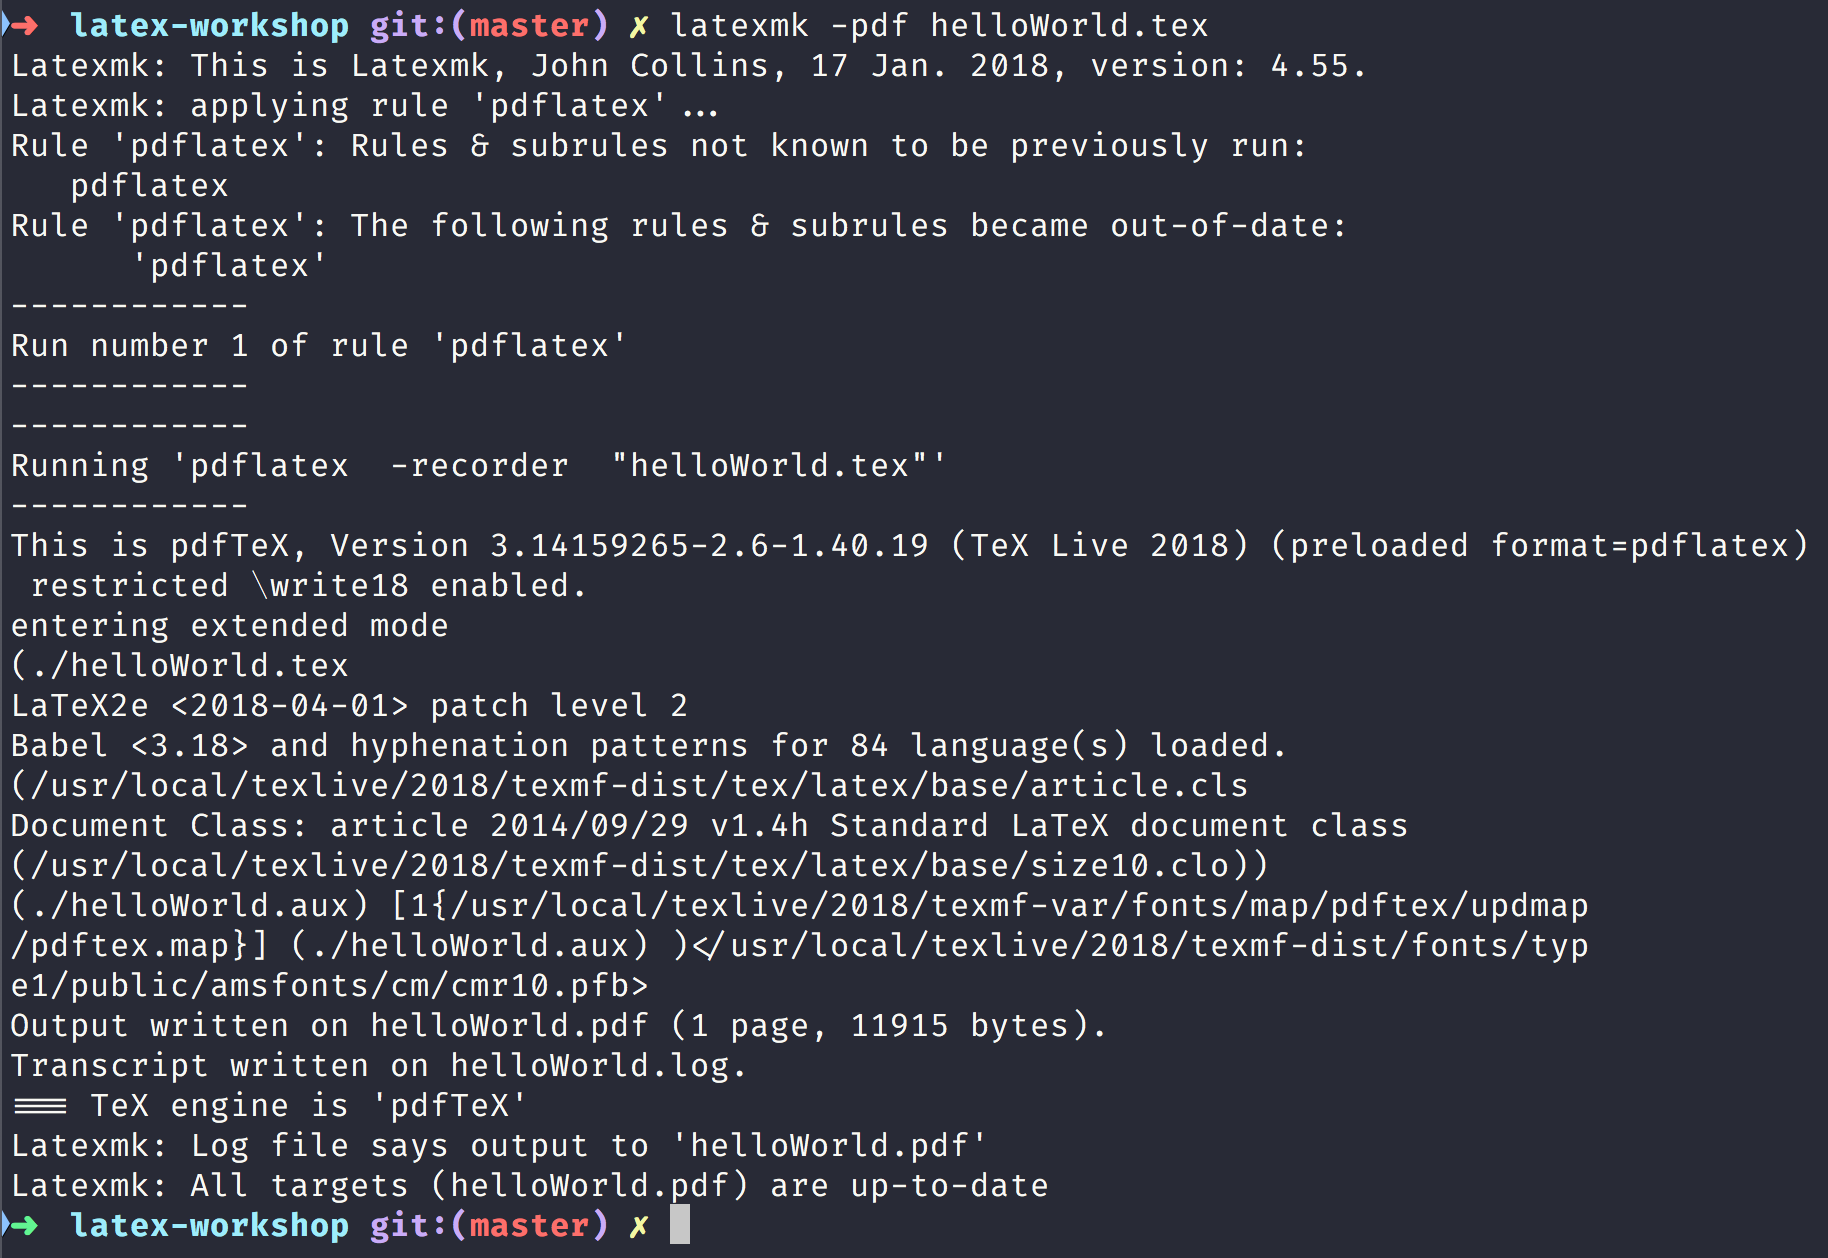 ➜  latex-workshop git:(master) ✗ latexmk -pdf helloWorld.tex
Latexmk: This is Latexmk, John Collins, 17 Jan. 2018, version: 4.55.
Latexmk: applying rule 'pdflatex'...
Rule 'pdflatex': Rules & subrules not known to be previously run:
   pdflatex
Rule 'pdflatex': The following rules & subrules became out-of-date:
      'pdflatex'
------------
Run number 1 of rule 'pdflatex'
------------
------------
Running 'pdflatex  -recorder  "helloWorld.tex"'
------------
This is pdfTeX, Version 3.14159265-2.6-1.40.19 (TeX Live 2018) (preloaded format=pdflatex)
 restricted \write18 enabled.
entering extended mode
(./helloWorld.tex
LaTeX2e <2018-04-01> patch level 2
Babel <3.18> and hyphenation patterns for 84 language(s) loaded.
(/usr/local/texlive/2018/texmf-dist/tex/latex/base/article.cls
Document Class: article 2014/09/29 v1.4h Standard LaTeX document class
(/usr/local/texlive/2018/texmf-dist/tex/latex/base/size10.clo))
(./helloWorld.aux) [1{/usr/local/texlive/2018/texmf-var/fonts/map/pdftex/updmap
/pdftex.map}] (./helloWorld.aux) )</usr/local/texlive/2018/texmf-dist/fonts/typ
e1/public/amsfonts/cm/cmr10.pfb>
Output written on helloWorld.pdf (1 page, 11915 bytes).
Transcript written on helloWorld.log.
=== TeX engine is 'pdfTeX'
Latexmk: Log file says output to 'helloWorld.pdf'
Latexmk: All targets (helloWorld.pdf) are up-to-date
➜  latex-workshop git:(master) ✗